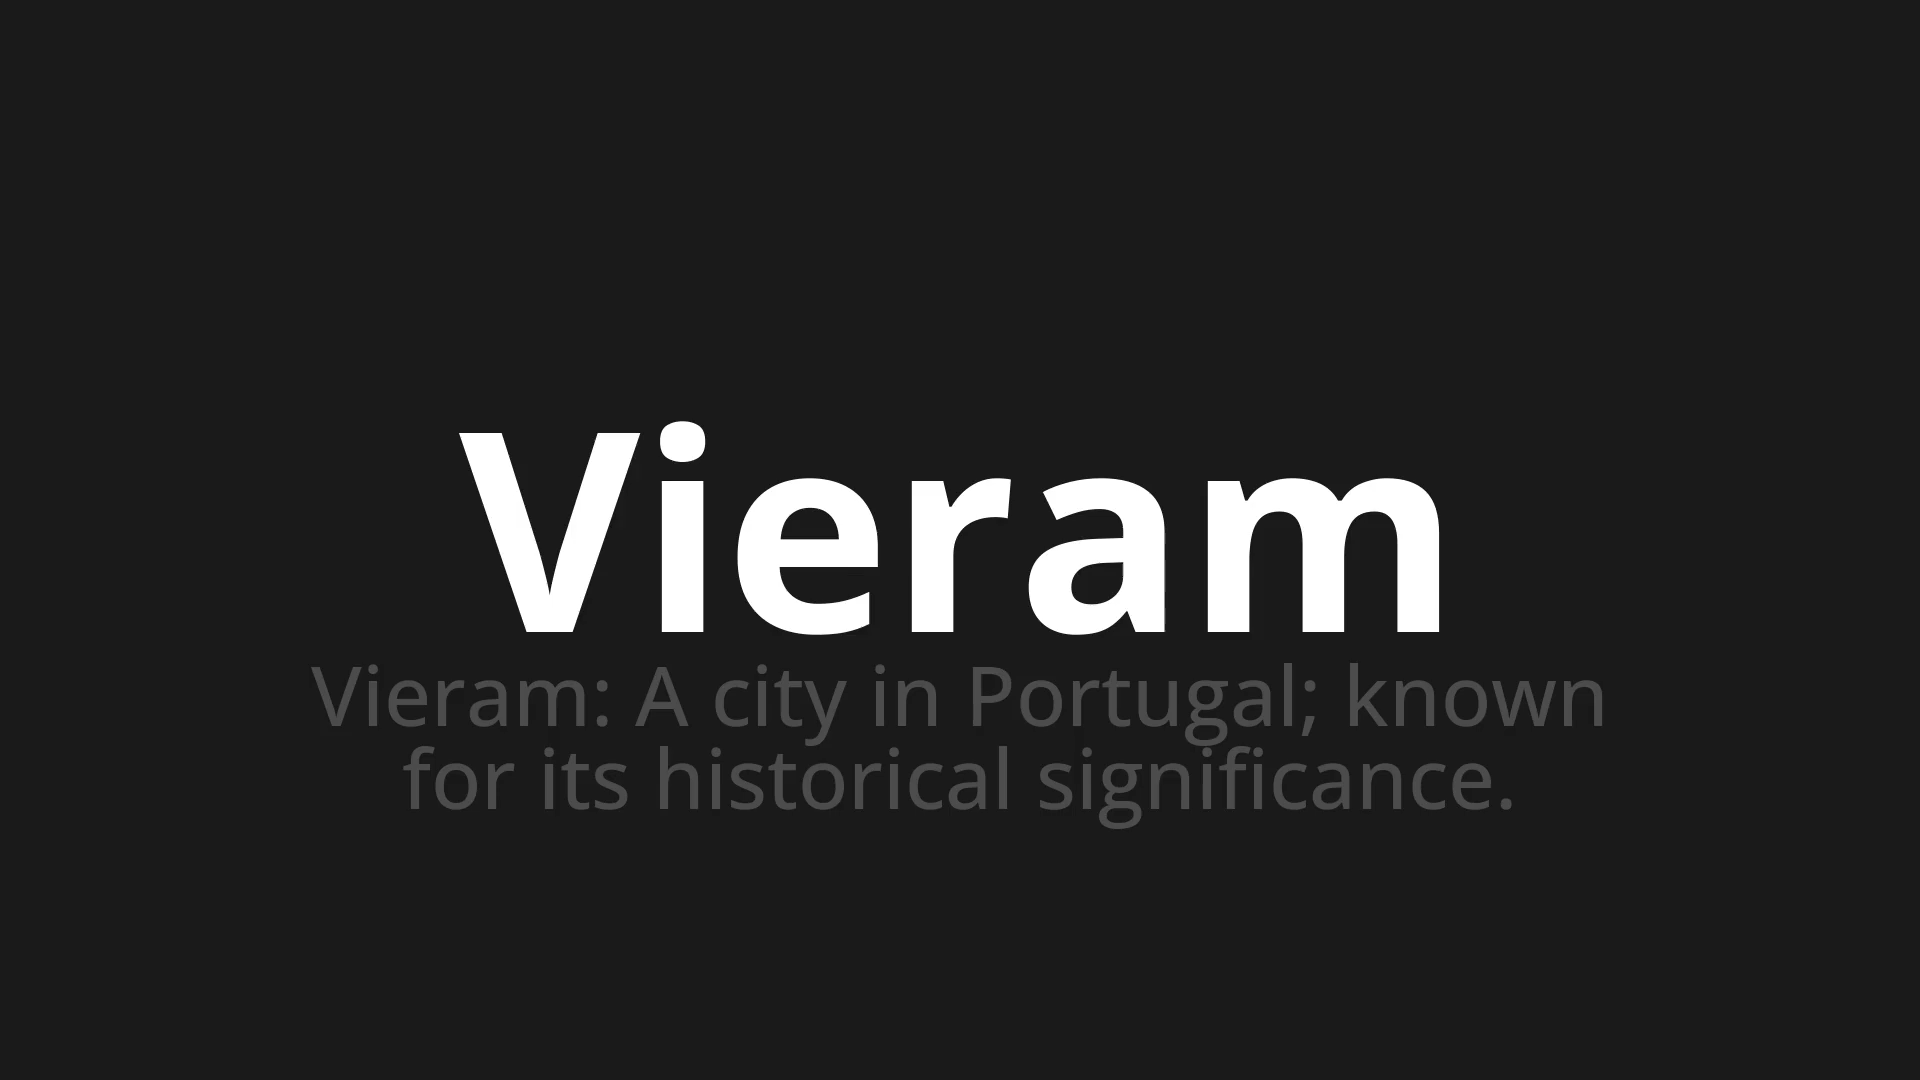 Vieram
Vieram: A city in Portugal; known
for its historical significance.